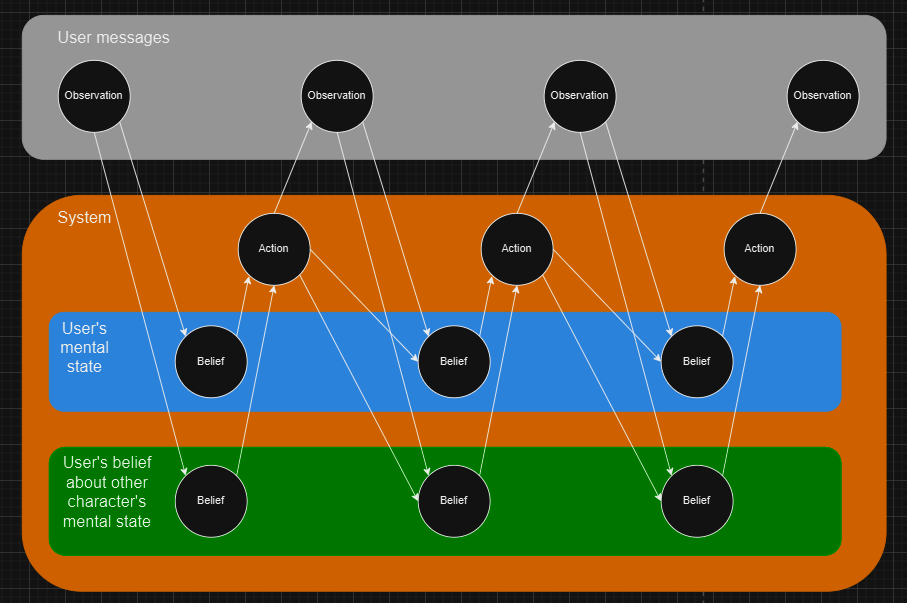 User messages
Observation
Observation
Observation
Observation
System
Action
Action
Action
User's
mental
state
Belief
Belief
Belief
User's belief
about other
character's
mental state
Belief
Belief
Belief